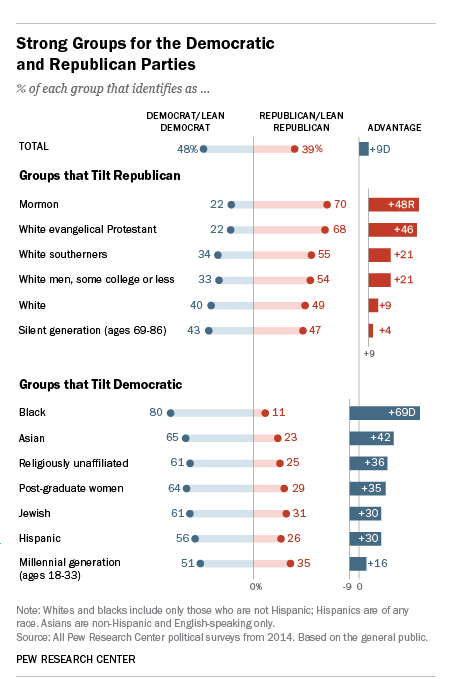 Strong Groups for the Democratic
and Republican Parties
% of each group that identifies as ...
DEMOCRAT/LEAN DEMOCRAT REPUBLICAN/LEAN REPUBLICAN ADVANTAGE
TOTAL 48% 39% +9D
Groups that Tilt Republican
Mormon 22 70 +48R
White evangelical Protestant 22 68 +46
White southerners 34 55 +21
White men, some college or less 33 54 +21
White 40 49 +9
Silent generation (ages 69-86) 43 47 +4
+9
Groups that Tilt Democratic
Black 80 11 +69D
Asian 65 23 +42
Religiously unaffiliated 61 25 +36
Post-graduate women 64 29 +35
Jewish 61 31 +30
Hispanic 56 26 +30
Millennial generation 51 35 +16
(ages 18-33)
0% -9 0
Note: Whites and blacks include only those who are not Hispanic; Hispanics are of any
race. Asians are non-Hispanic and English-speaking only.
Source: All Pew Research Center political surveys from 2014. Based on the general public.
PEW RESEARCH CENTER